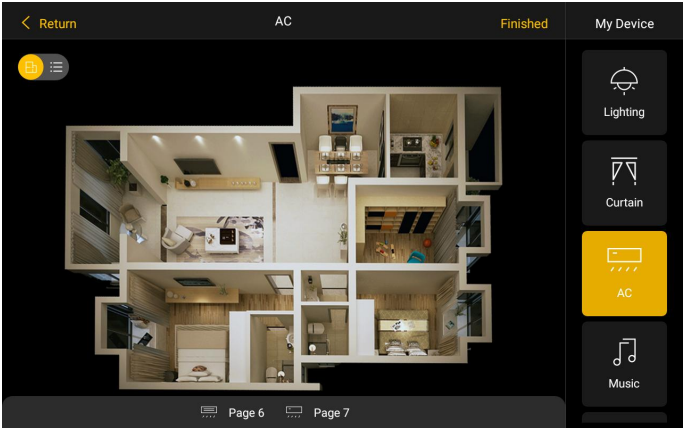 Return
AC
Finished
My Device
Lighting
Curtain
AC
Music
Page 6
Page 7